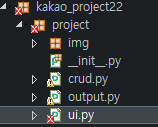 kakao_project22
project
img
__init__.py
crud.py
output.py
ui.py